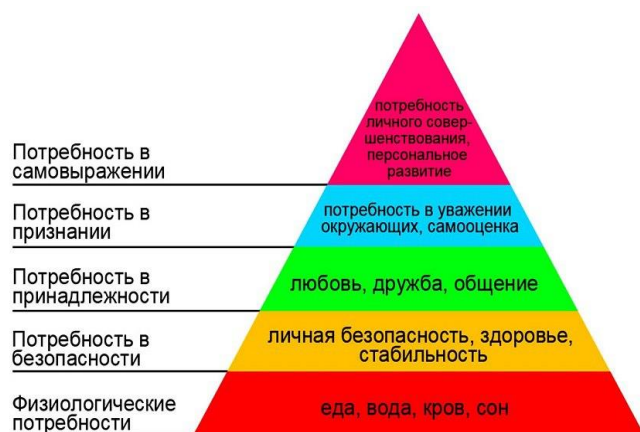 потребность
личного совер-
шенствования,
персональное
развитие
Потребность в
самовыражении
потребность в уважении
окружающих, самооценка
Потребность в
признании
любовь, дружба, общение
Потребность в
принадлежности
личная безопасность, здоровье,
стабильность
Потребность в
безопасности
еда, вода, кров, сон
Физиологические
потребности